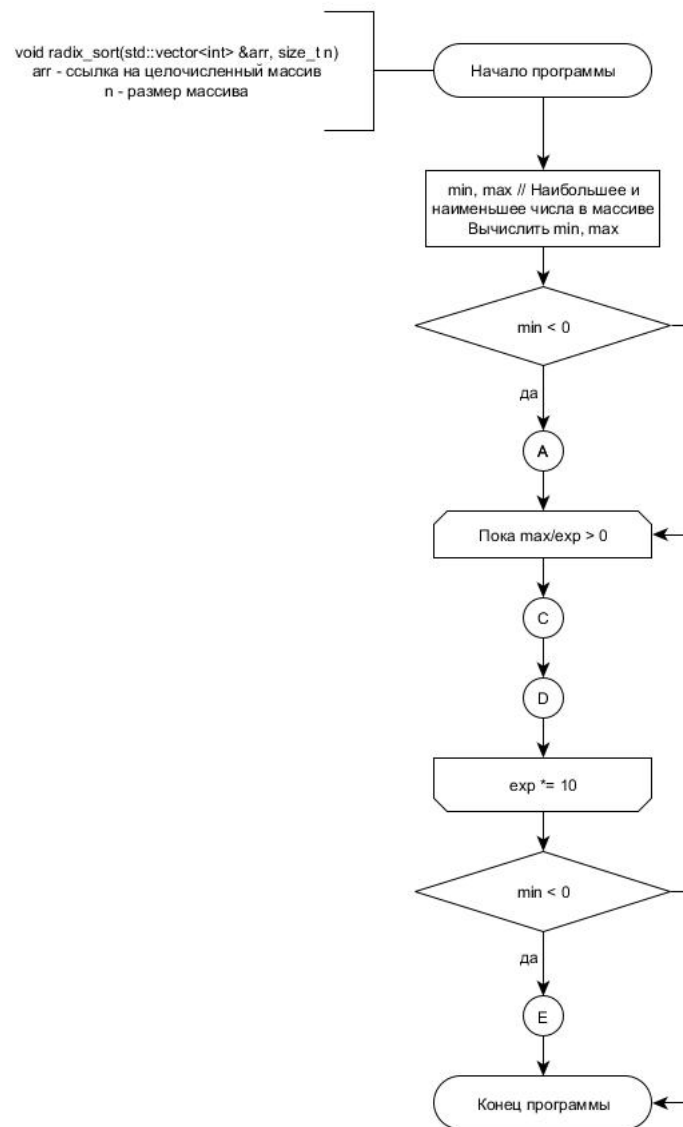 void radix_sort(std::vector<int> &arr, size_t n)
arr - ссылка на целочисленный массив
n - размер массива
Начало программы
min, max // Наибольшее и
наименьшее числа в массиве
Вычислить min, max
min < 0
да
A
Пока max/exp > 0
C
D
exp *= 10
min < 0
да
E
Конец программы